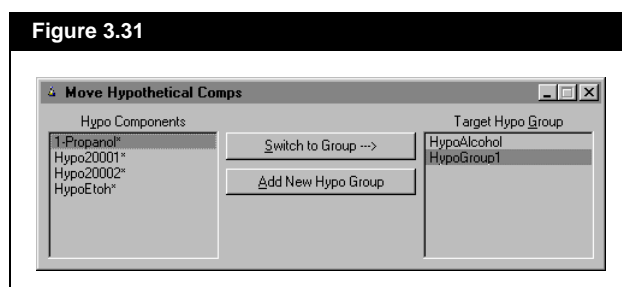 Figure 3.31
Move Hypothetical Comps
Hypo Components
Target Hypo Group
1-Propanol*
Hypo20001*
Hypo20002*
HypoEtoh*
Switch to Group --->
Add New Hypo Group
HypoAlcohol
HypoGroup1